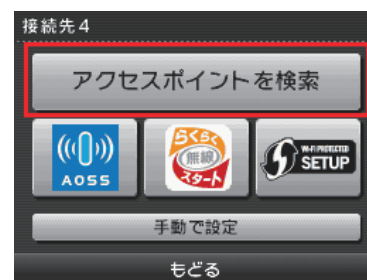 接続先4
アクセスポイントを検索
AOSS
らくらく
無線
スタート
WI-FI PROTECTED
SETUP
手動で設定
もどる